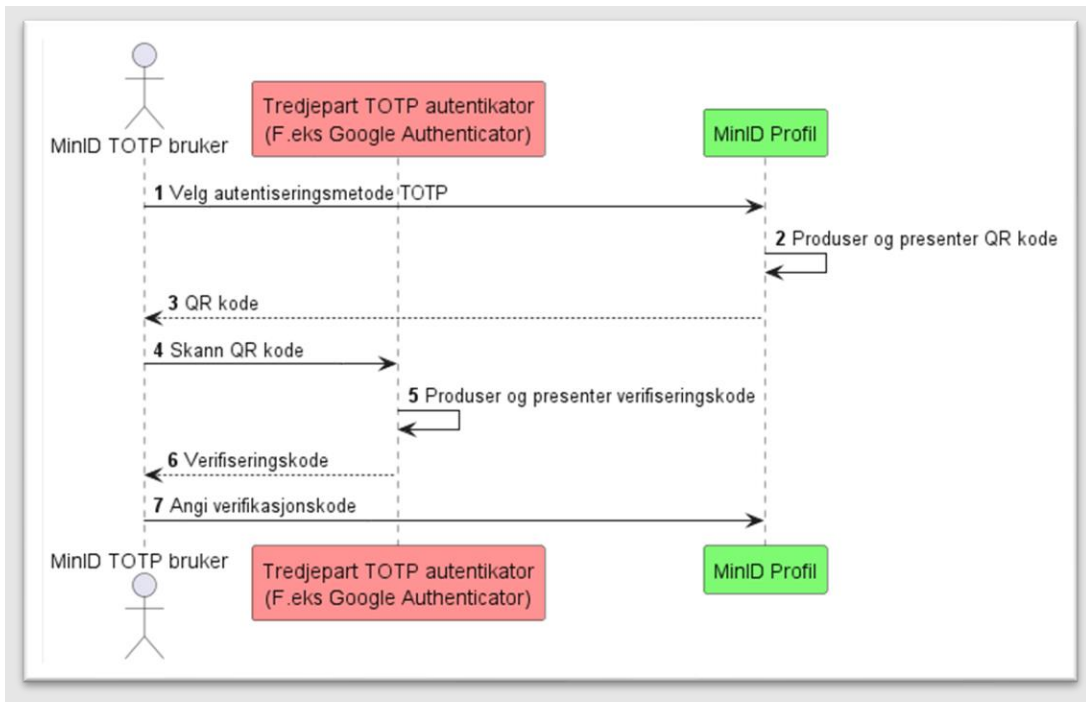 MinID TOTP bruker
Tredjepart TOTP autentikator
(F.eks Google Authenticator)
MinID Profil
1 Velg autentiseringsmetode TOTP
2 Produser og presenter QR kode
3 QR kode
4 Skann QR kode
5 Produser og presenter verifiseringskode
6 Verifiseringskode
7 Angi verifikasjonskode
MinID TOTP bruker
Tredjepart TOTP autentikator
(F.eks Google Authenticator)
MinID Profil